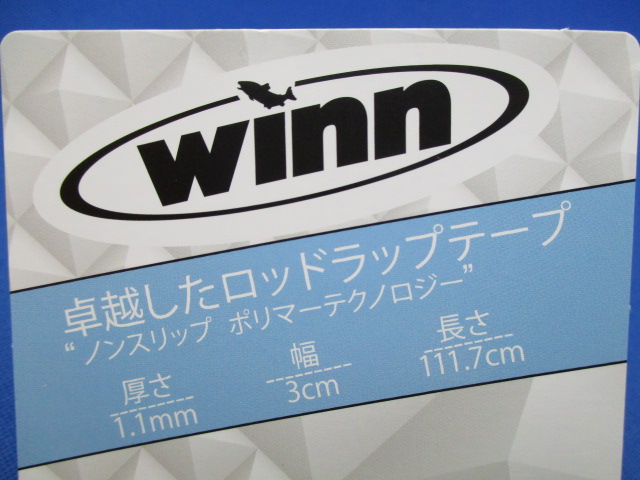 winn
卓越したロッドラップテープ
“ノンスリップ ポリマーテクノロジー”
厚さ 幅 長さ
1.1mm 3cm 111.7cm